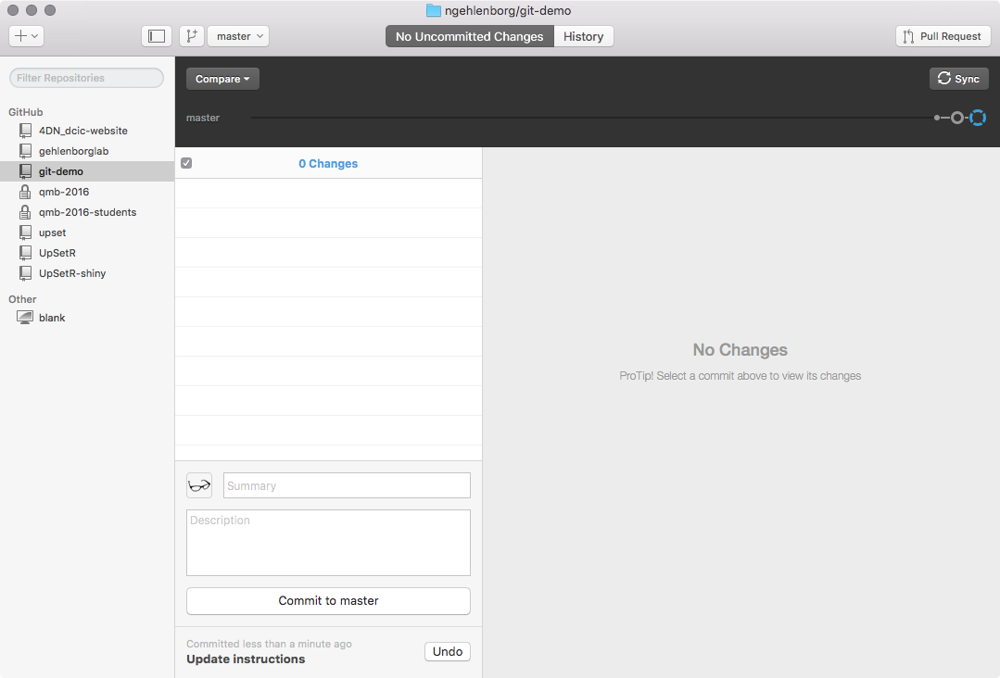 ngehlenborg/git-demo
master
No Uncommitted Changes
History
Pull Request
Filter Repositories
GitHub
4DN_dcic-website
gehlenborglab
git-demo
qmb-2016
qmb-2016-students
upset
UpSetR
UpSetR-shiny
Other
blank
Compare
Sync
master
0 Changes
No Changes
ProTip! Select a commit above to view its changes
Summary
Description
Commit to master
Committed less than a minute ago
Update instructions
Undo